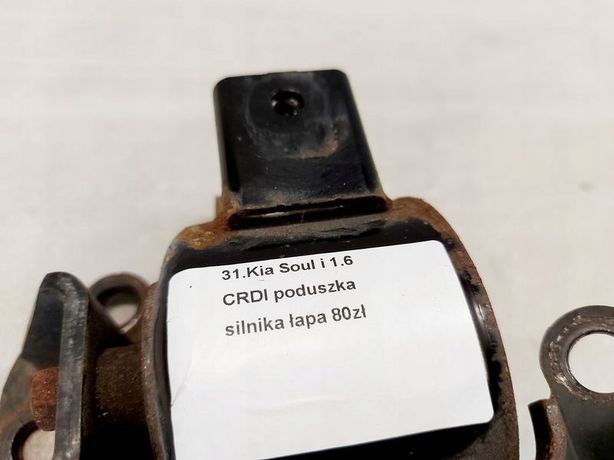 31.Kia Soul i 1.6
CRDI poduszka
silnika łapa 80zł